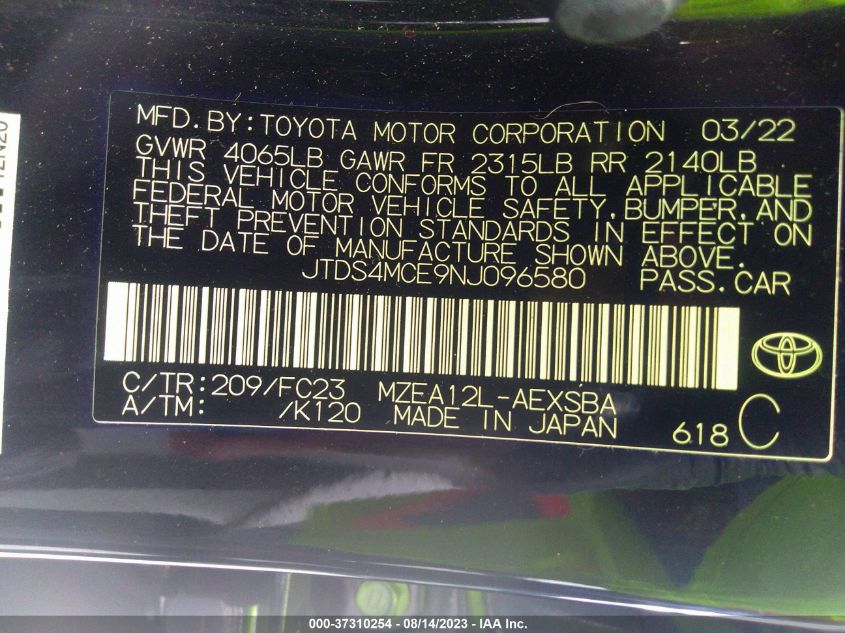 MFD.BY:TOYOTA MOTOR CORPORATION 03/22
GVWR 4065LB GAWR FR 2315LB RR 2140LB
THIS VEHICLE CONFORMS TO ALL APPLICABLE
FEDERAL MOTOR VEHICLE SAFETY, BUMPER, AND
THEFT PREVENTION STANDARDS IN EFFECT ON
THE DATE OF MANUFACTURE SHOWN ABOVE.
JTDS4MCE9NJ096580 PASS.CAR
C/TR:209/FC23 MZEA12L-AEXSBA
A/TM: /K120 MADE IN JAPAN 618 C
000-37310254 - 08/14/2023 - IAA Inc.